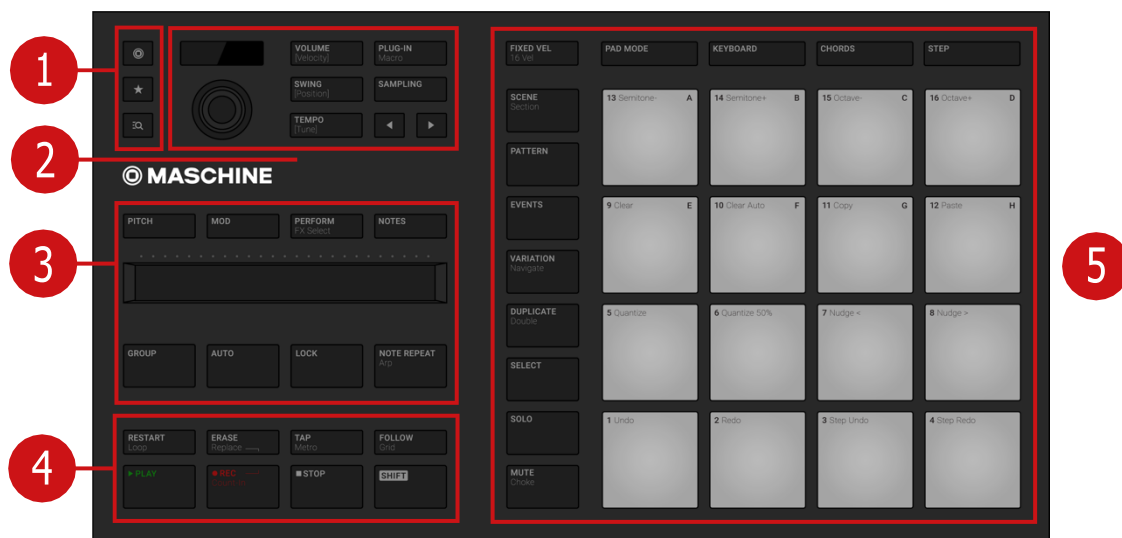 1
2
3
4
5
VOLUME
[Velocity]
PLUG-IN
Macro
SWING
[Position]
SAMPLING
TEMPO
[Tune]
MASCHINE
PITCH
MOD
PERFORM
FX Select
NOTES
GROUP
AUTO
LOCK
NOTE REPEAT
Arp
RESTART
Loop
ERASE
Replace
TAP
Metro
FOLLOW
Grid
PLAY
REC
STOP
SHIFT
FIXED VEL
16 Vel
PAD MODE
KEYBOARD
CHORDS
STEP
SCENE
Section
PATTERN
EVENTS
VARIATION
Navigate
DUPLICATE
Double
SELECT
SOLO
MUTE
Choke
13 Semitone- A
14 Semitone+ B
15 Octave- C
16 Octave+ D
9 Clear E
10 Clear Auto F
11 Copy G
12 Paste H
5 Quantize
6 Quantize 50%
7 Nudge <
8 Nudge >
1 Undo
2 Redo
3 Step Undo
4 Step Redo